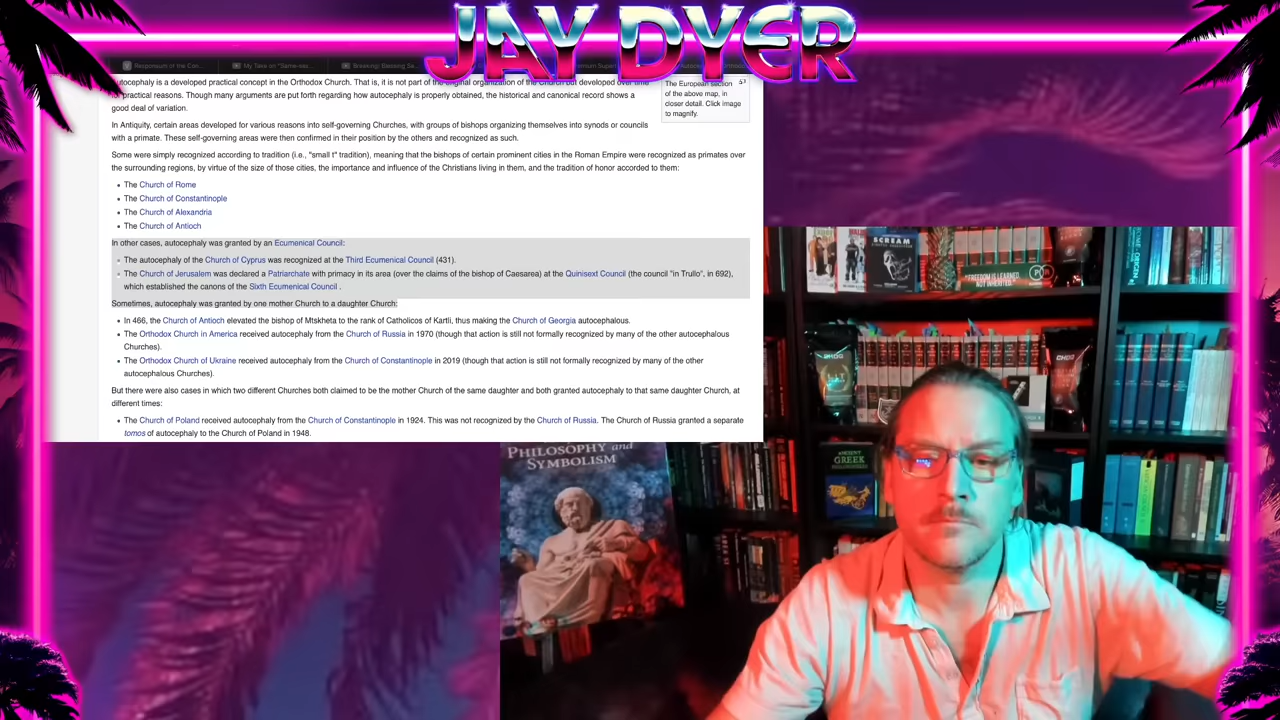 JAY DYER
Responsum of the Con...
My Take on "Same-sex...
Breaking: Blessing Sa...
autocephaly is a developed practical concept in the Orthodox Church. That is, it is not part of the original organization of the Church but developed over time
for practical reasons. Though many arguments are put forth regarding how autocephaly is properly obtained, the historical and canonical record shows a
good deal of variation.
The European section
of the above map, in
closer detail. Click image
to magnify.
In Antiquity, certain areas developed for various reasons into self-governing Churches, with groups of bishops organizing themselves into synods or councils
with a primate. These self-governing areas were then confirmed in their position by the others and recognized as such.
Some were simply recognized according to tradition (i.e., "small t" tradition), meaning that the bishops of certain prominent cities in the Roman Empire were recognized as primates over
the surrounding regions, by virtue of the size of those cities, the importance and influence of the Christians living in them, and the tradition of honor accorded to them:
The Church of Rome
The Church of Constantinople
The Church of Alexandria
The Church of Antioch
In other cases, autocephaly was granted by an Ecumenical Council:
The autocephaly of the Church of Cyprus was recognized at the Third Ecumenical Council (431).
The Church of Jerusalem was declared a Patriarchate with primacy in its area (over the claims of the bishop of Caesarea) at the Quinisext Council (the council "in Trullo", in 692),
which established the canons of the Sixth Ecumenical Council .
Sometimes, autocephaly was granted by one mother Church to a daughter Church:
In 466, the Church of Antioch elevated the bishop of Mtskheta to the rank of Catholicos of Kartli, thus making the Church of Georgia autocephalous.
The Orthodox Church in America received autocephaly from the Church of Russia in 1970 (though that action is still not formally recognized by many of the other autocephalous
Churches).
The Orthodox Church of Ukraine received autocephaly from the Church of Constantinople in 2019 (though that action is still not formally recognized by many of the other
autocephalous Churches).
But there were also cases in which two different Churches both claimed to be the mother Church of the same daughter and both granted autocephaly to that same daughter Church, at
different times:
The Church of Poland received autocephaly from the Church of Constantinople in 1924. This was not recognized by the Church of Russia. The Church of Russia granted a separate
tomos of autocephaly to the Church of Poland in 1948.
SCREAM
FREEDOM IS LEARNED,
NOT INHERITED
CHOQ
PHILOSOPHY and
SYMBOLISM
ANCIENT
GREEK